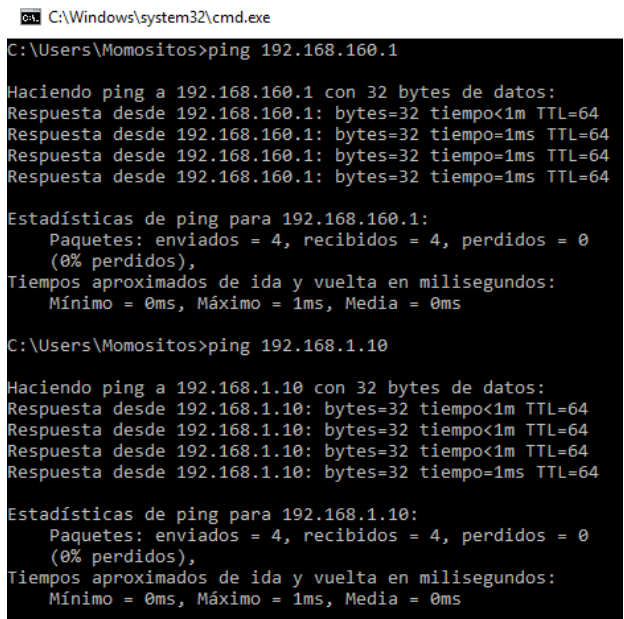 C:\Windows\system32\cmd.exe
C:\Users\Momositos>ping 192.168.160.1
Haciendo ping a 192.168.160.1 con 32 bytes de datos:
Respuesta desde 192.168.160.1: bytes=32 tiempo<1m TTL=64
Respuesta desde 192.168.160.1: bytes=32 tiempo=1ms TTL=64
Respuesta desde 192.168.160.1: bytes=32 tiempo=1ms TTL=64
Respuesta desde 192.168.160.1: bytes=32 tiempo=1ms TTL=64
Estadísticas de ping para 192.168.160.1:
    Paquetes: enviados = 4, recibidos = 4, perdidos = 0
    (0% perdidos),
Tiempos aproximados de ida y vuelta en milisegundos:
    Mínimo = 0ms, Máximo = 1ms, Media = 0ms
C:\Users\Momositos>ping 192.168.1.10
Haciendo ping a 192.168.1.10 con 32 bytes de datos:
Respuesta desde 192.168.1.10: bytes=32 tiempo<1m TTL=64
Respuesta desde 192.168.1.10: bytes=32 tiempo<1m TTL=64
Respuesta desde 192.168.1.10: bytes=32 tiempo<1m TTL=64
Respuesta desde 192.168.1.10: bytes=32 tiempo=1ms TTL=64
Estadísticas de ping para 192.168.1.10:
    Paquetes: enviados = 4, recibidos = 4, perdidos = 0
    (0% perdidos),
Tiempos aproximados de ida y vuelta en milisegundos:
    Mínimo = 0ms, Máximo = 1ms, Media = 0ms